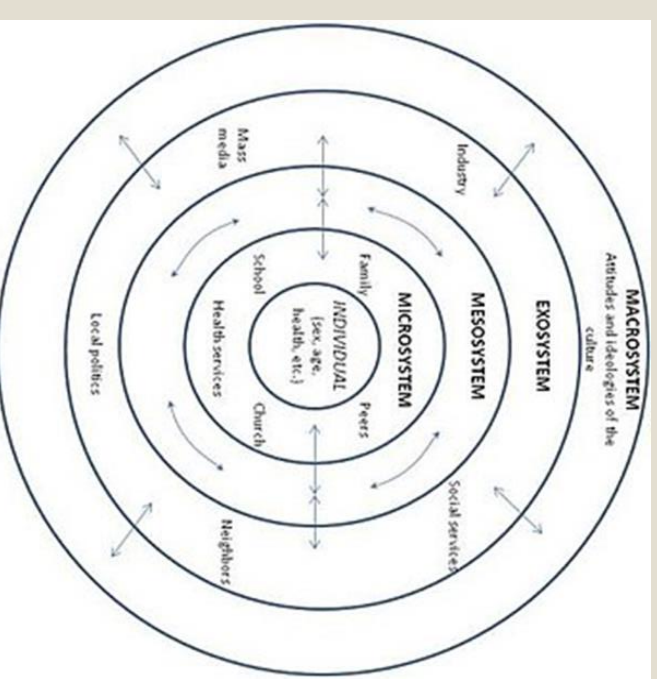 MACROSYSTEM
Attitudes and ideologies of the
culture
EXOSYSTEM
Industry
Social services
MESOSYSTEM
MICROSYSTEM
Family
Peers
INDIVIDUAL
(sex, age,
health, etc.)
School
Church
Health services
Mass
media
Neighbors
Local politics